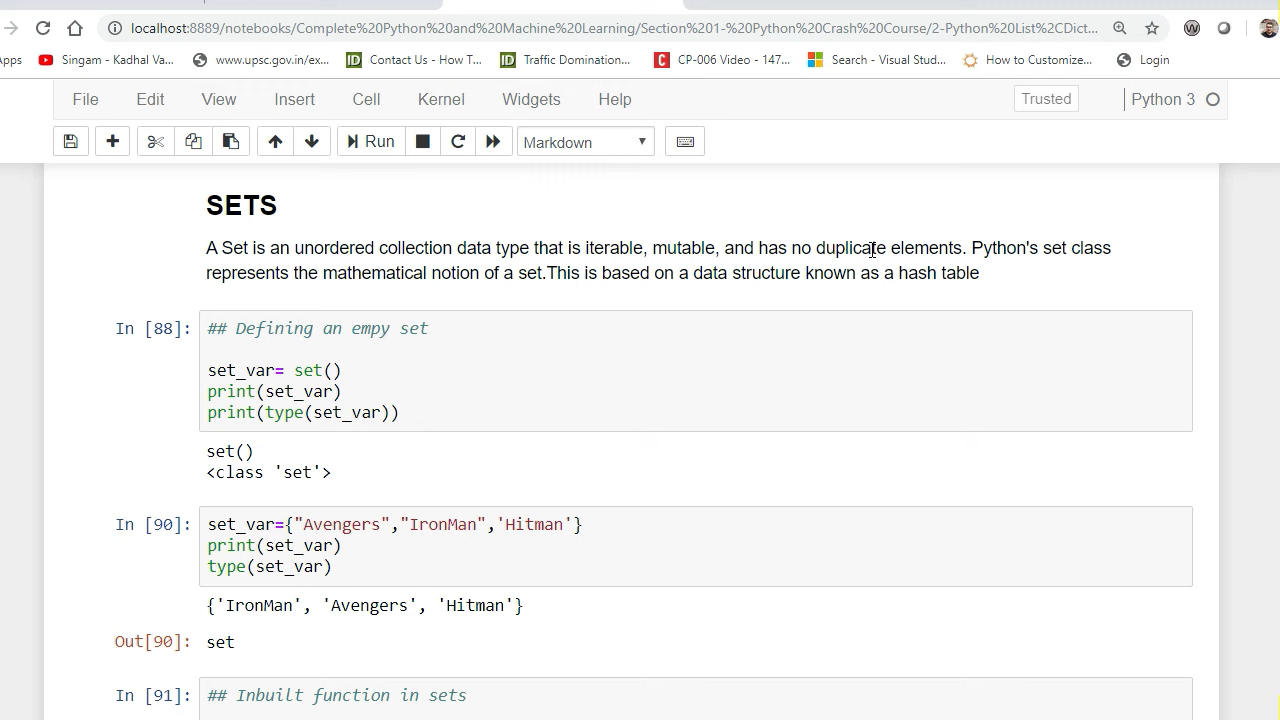 localhost:8889/notebooks/Complete%20Python%20and%20Machine%20Learning/Section%201-%20Python%20Crash%20Course/2-Python%20List%2CDict...
Apps Singam Kadhal Va... www.upsc.gov.in/ex... Contact Us - How T... Traffic Domination... CP-006 Video - 147... Search - Visual Stud... How to Customize... Login
File Edit View Insert Cell Kernel Widgets Help Trusted Python 3
Run Markdown
SETS
A Set is an unordered collection data type that is iterable, mutable, and has no duplicate elements. Python's set class
represents the mathematical notion of a set.This is based on a data structure known as a hash table
In [88]: ## Defining an empy set
set_var= set()
print(set_var)
print(type(set_var))
set()
<class 'set'>
In [90]: set_var={"Avengers","IronMan",'Hitman'}
print(set_var)
type(set_var)
{'IronMan', 'Avengers', 'Hitman'}
Out[90]: set
In [91]: ## Inbuilt function in sets